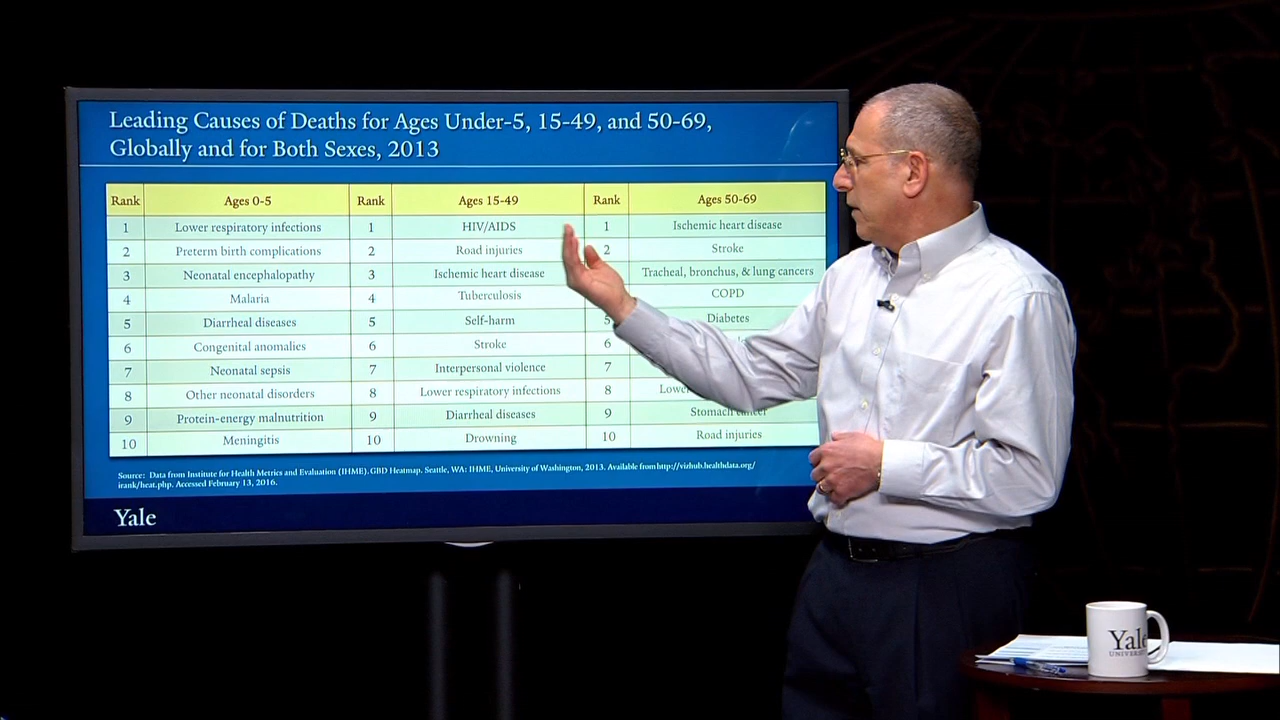 Leading Causes of Deaths for Ages Under-5, 15-49, and 50-69,
Globally and for Both Sexes, 2013
Rank Ages 0-5 Rank Ages 15-49 Rank Ages 50-69
1 Lower respiratory infections 1 HIV/AIDS 1 Ischemic heart disease
2 Preterm birth complications 2 Road injuries 2 Stroke
3 Neonatal encephalopathy 3 Ischemic heart disease Tracheal, bronchus, & lung cancers
4 Malaria 4 Tuberculosis COPD
5 Diarrheal diseases 5 Self-harm 5 Diabetes
6 Congenital anomalies 6 Stroke 6
7 Neonatal sepsis 7 Interpersonal violence 7
8 Other neonatal disorders 8 Lower respiratory infections 8
9 Protein-energy malnutrition 9 Diarrheal diseases 9 Stomach cancer
10 Meningitis 10 Drowning 10 Road injuries
Source: Data from Institute for Health Metrics and Evaluation (IHME). GBD Heatmap. Seattle, WA: IHME, University of Washington, 2013. Available from http://vizhub.healthdata.org/
irank/heat.php. Accessed February 13, 2016.
Yale
Yale